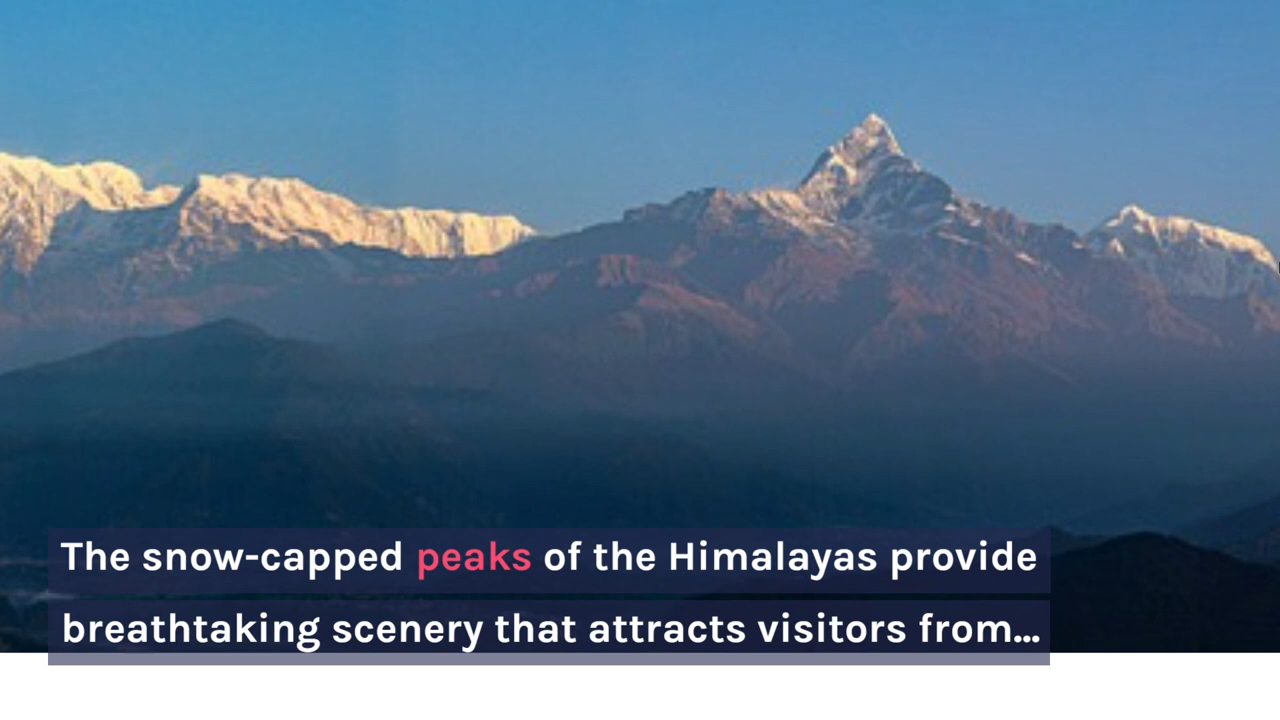 The snow-capped peaks of the Himalayas provide
breathtaking scenery that attracts visitors from...